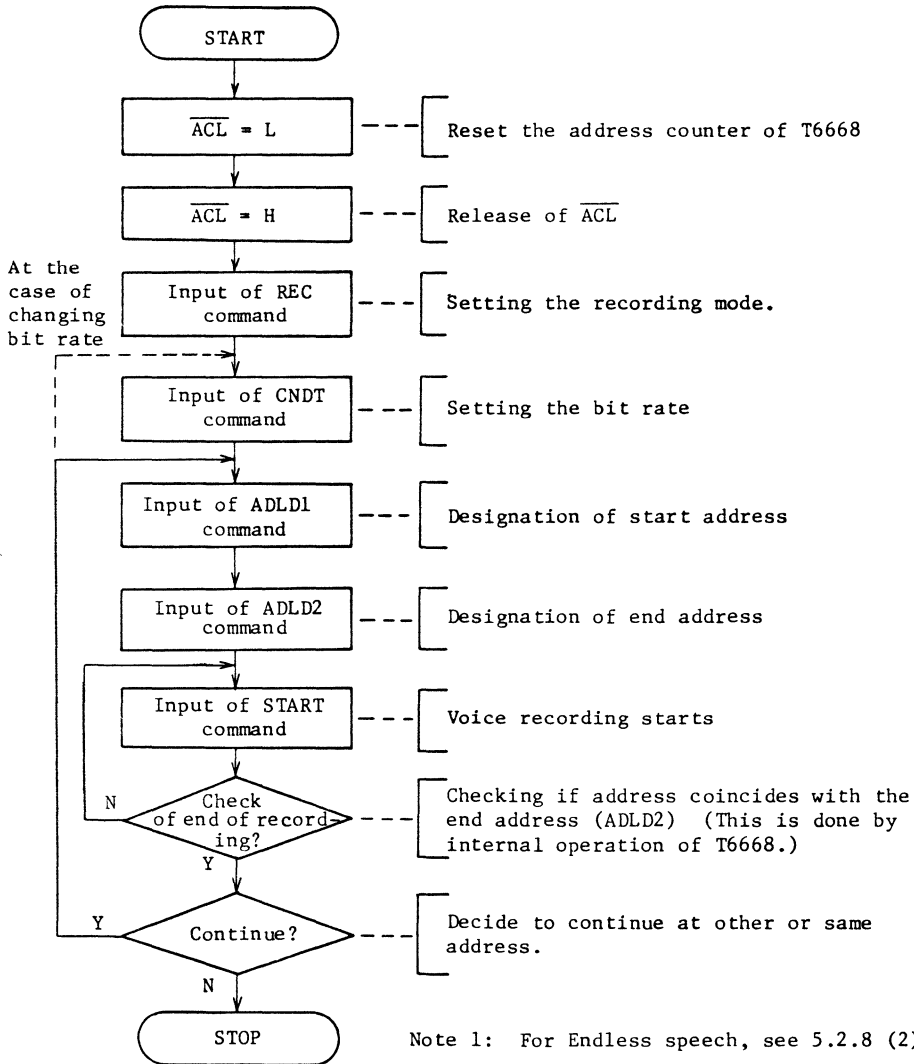 START
ACL = L
Reset the address counter of T6668
ACL = H
Release of ACL
At the
case of
changing
bit rate
Input of REC
command
Setting the recording mode.
Input of CNDT
command
Setting the bit rate
Input of ADLD1
command
Designation of start address
Input of ADLD2
command
Designation of end address
Input of START
command
Voice recording starts
N
Check
of end of record-
ing?
Y
Checking if address coincides with the
end address (ADLD2) (This is done by
internal operation of T6668.)
Y
Continue?
N
Decide to continue at other or same
address.
STOP
Note 1: For Endless speech, see 5.2.8 (2)